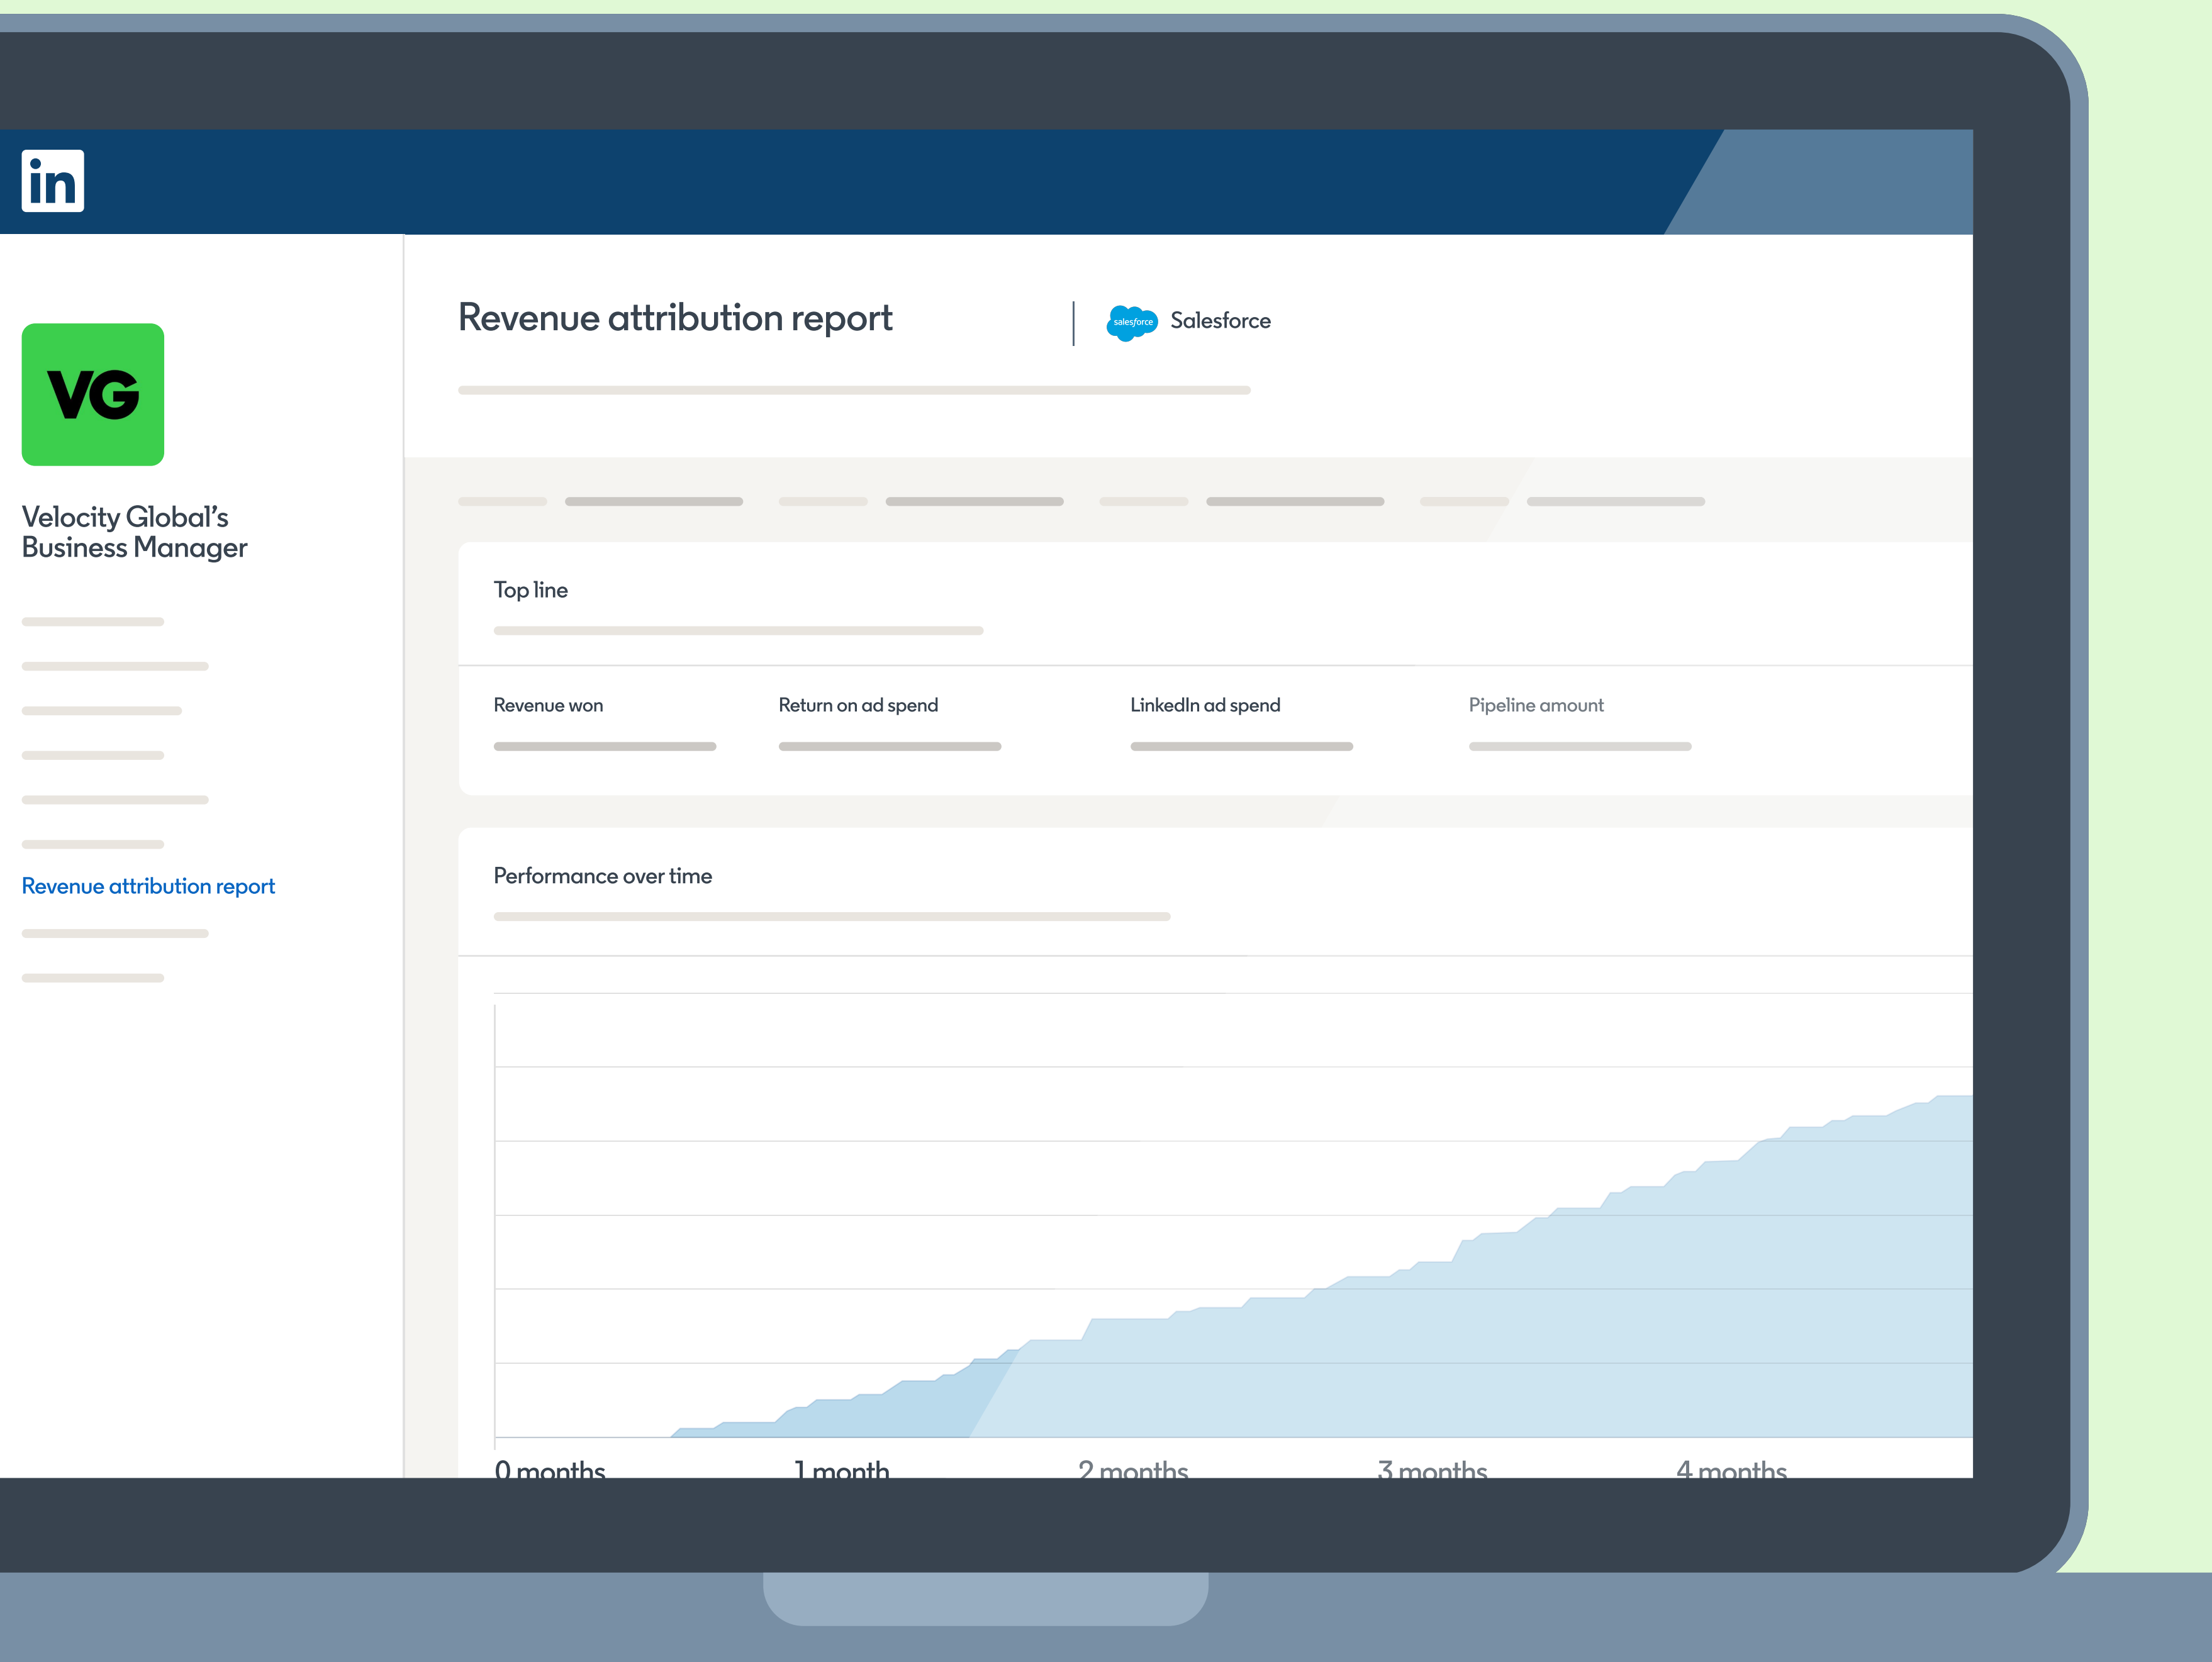 in
VG
Velocity Global’s
Business Manager
Revenue attribution report
Revenue attribution report
salesforce Salesforce
Top line
Revenue won Return on ad spend LinkedIn ad spend Pipeline amount
Performance over time
0 months 1 month 2 months 3 months 4 months